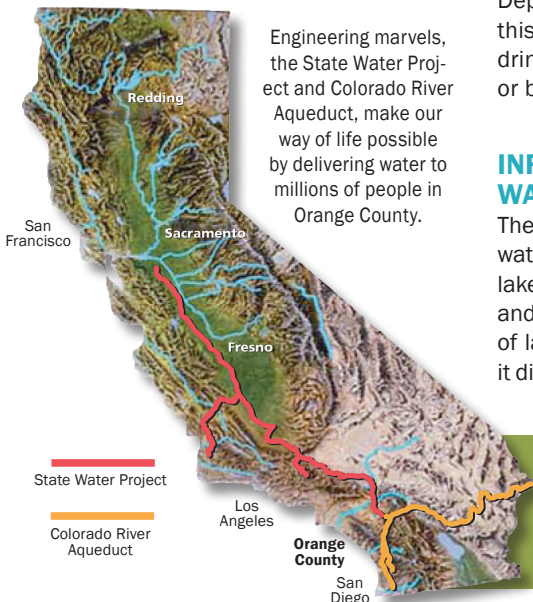 Engineering marvels,
the State Water Proj-
ect and Colorado River
Aqueduct, make our
way of life possible
by delivering water to
millions of people in
Orange County.
Redding
San
Francisco
Sacramento
Fresno
State Water Project
Colorado River
Aqueduct
Los
Angeles
Orange
County
San
Diego
this
drin
or b
INF
WA
The
wat
lake
and
of la
it di